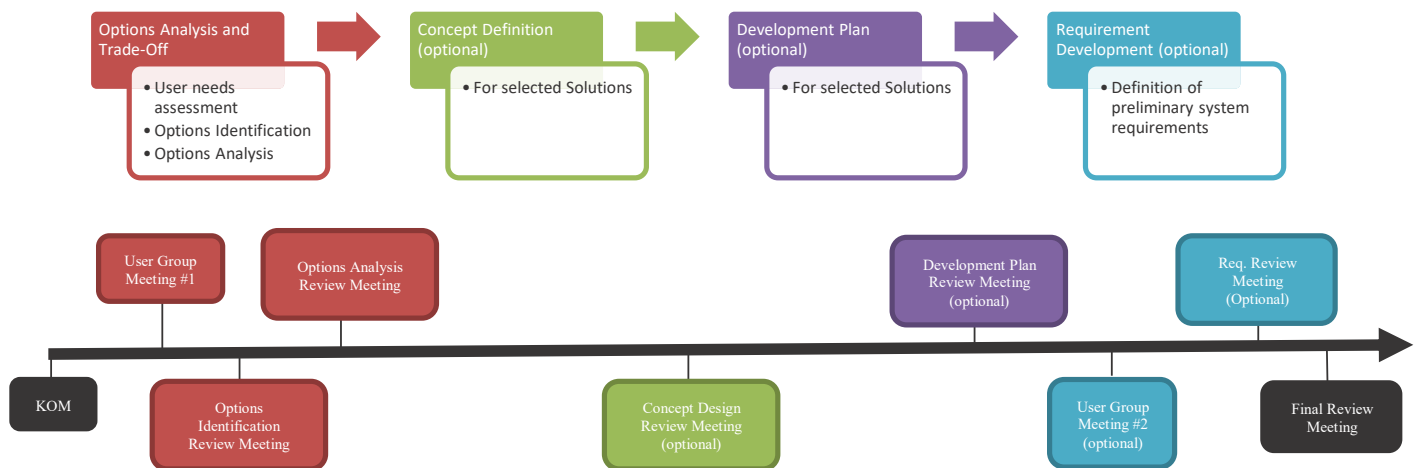 Options Analysis and
Trade-Off
• User needs
assessment
• Options Identification
• Options Analysis
Concept Definition
(optional)
• For selected Solutions
Development Plan
(optional)
• For selected Solutions
Requirement
Development (optional)
• Definition of
preliminary system
requirements
User Group
Meeting #1
Options Analysis
Review Meeting
Development Plan
Review Meeting
(optional)
Req. Review
Meeting
(Optional)
KOM
Options
Identification
Review Meeting
Concept Design
Review Meeting
(optional)
User Group
Meeting #2
(optional)
Final Review
Meeting